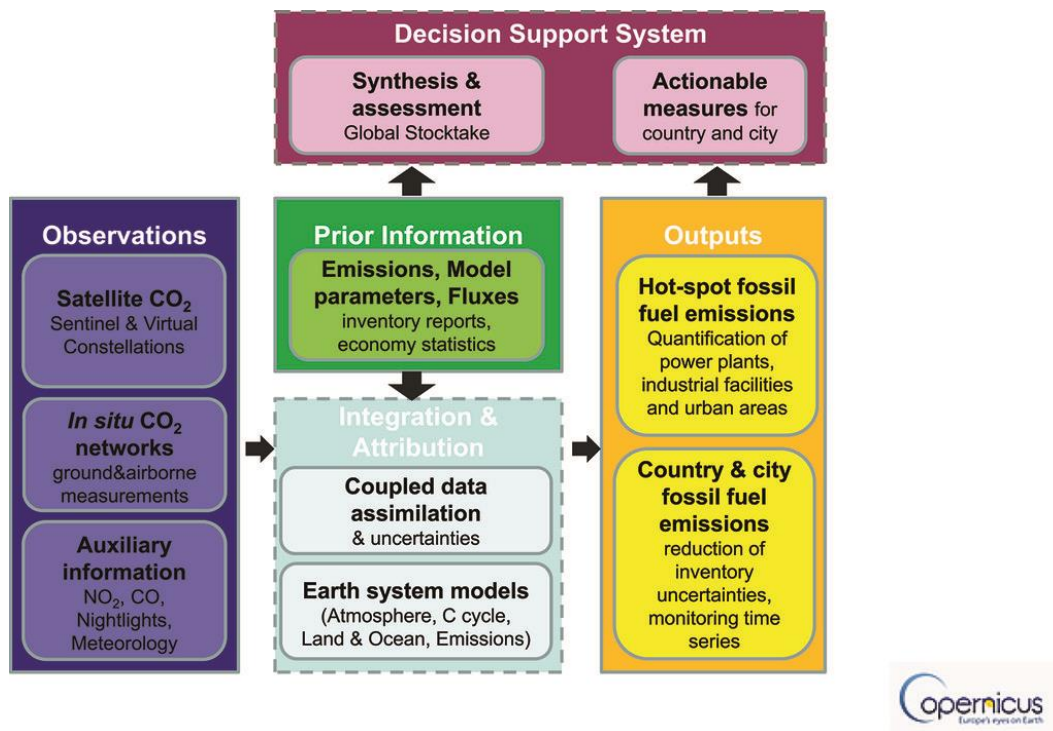 Decision Support System
Synthesis &
assessment
Global Stocktake
Actionable
measures for
country and city
Observations
Satellite CO₂
Sentinel & Virtual
Constellations
In situ CO₂
networks
ground&airborne
measurements
Auxiliary
information
NO₂, CO,
Nightlights,
Meteorology
Prior Information
Emissions, Model
parameters, Fluxes
inventory reports,
economy statistics
Integration &
Attribution
Coupled data
assimilation
& uncertainties
Earth system models
(Atmosphere, C cycle,
Land & Ocean, Emissions)
Outputs
Hot-spot fossil
fuel emissions
Quantification of
power plants,
industrial facilities
and urban areas
Country & city
fossil fuel
emissions
reduction of
inventory
uncertainties,
monitoring time
series
Copernicus
Europe's eyes on Earth